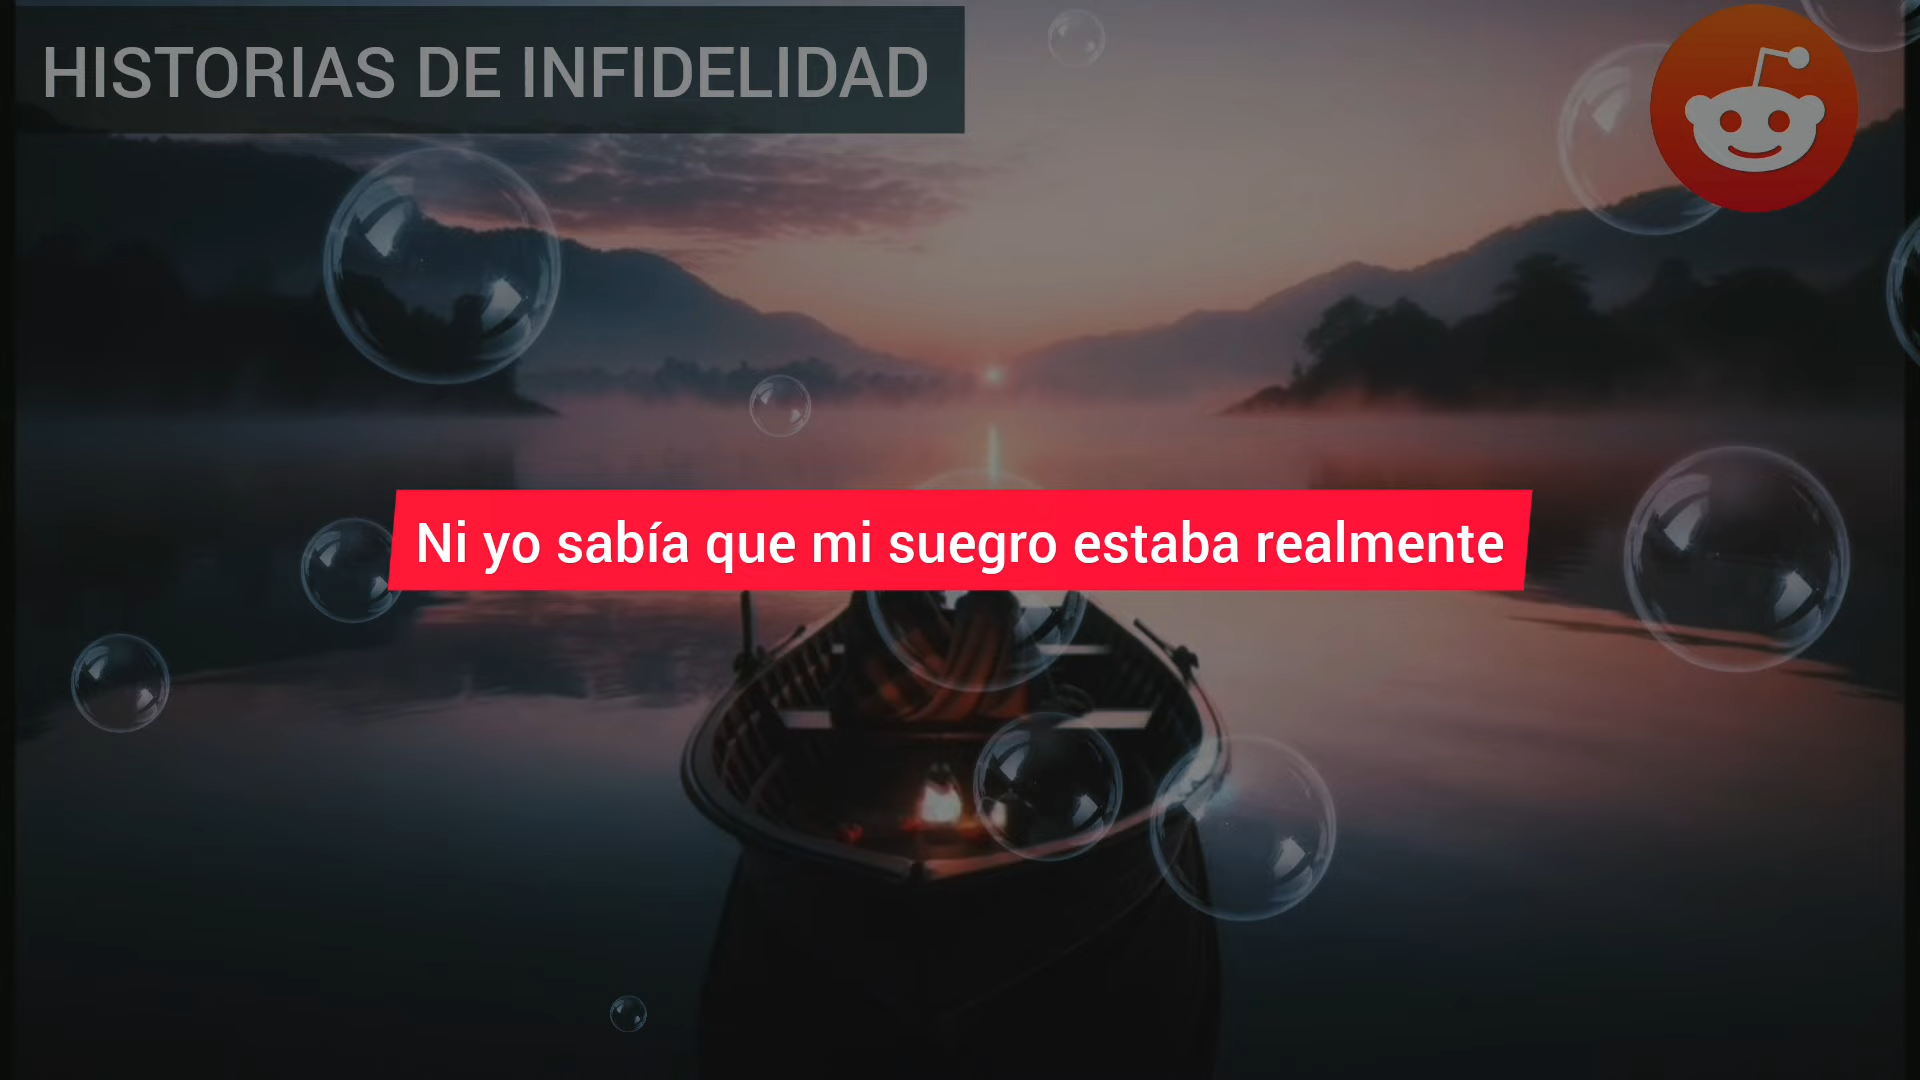 HISTORIAS DE INFIDELIDAD
Ni yo sabía que mi suegro estaba realmente